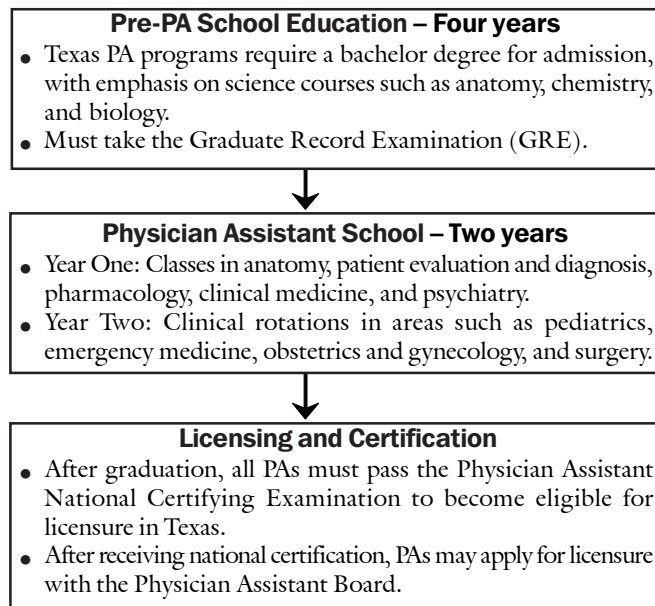 Pre-PA School Education – Four years
• Texas PA programs require a bachelor degree for admission,
with emphasis on science courses such as anatomy, chemistry,
and biology.
• Must take the Graduate Record Examination (GRE).
Physician Assistant School – Two years
• Year One: Classes in anatomy, patient evaluation and diagnosis,
pharmacology, clinical medicine, and psychiatry.
• Year Two: Clinical rotations in areas such as pediatrics,
emergency medicine, obstetrics and gynecology, and surgery.
Licensing and Certification
• After graduation, all PAs must pass the Physician Assistant
National Certifying Examination to become eligible for
licensure in Texas.
• After receiving national certification, PAs may apply for licensure
with the Physician Assistant Board.